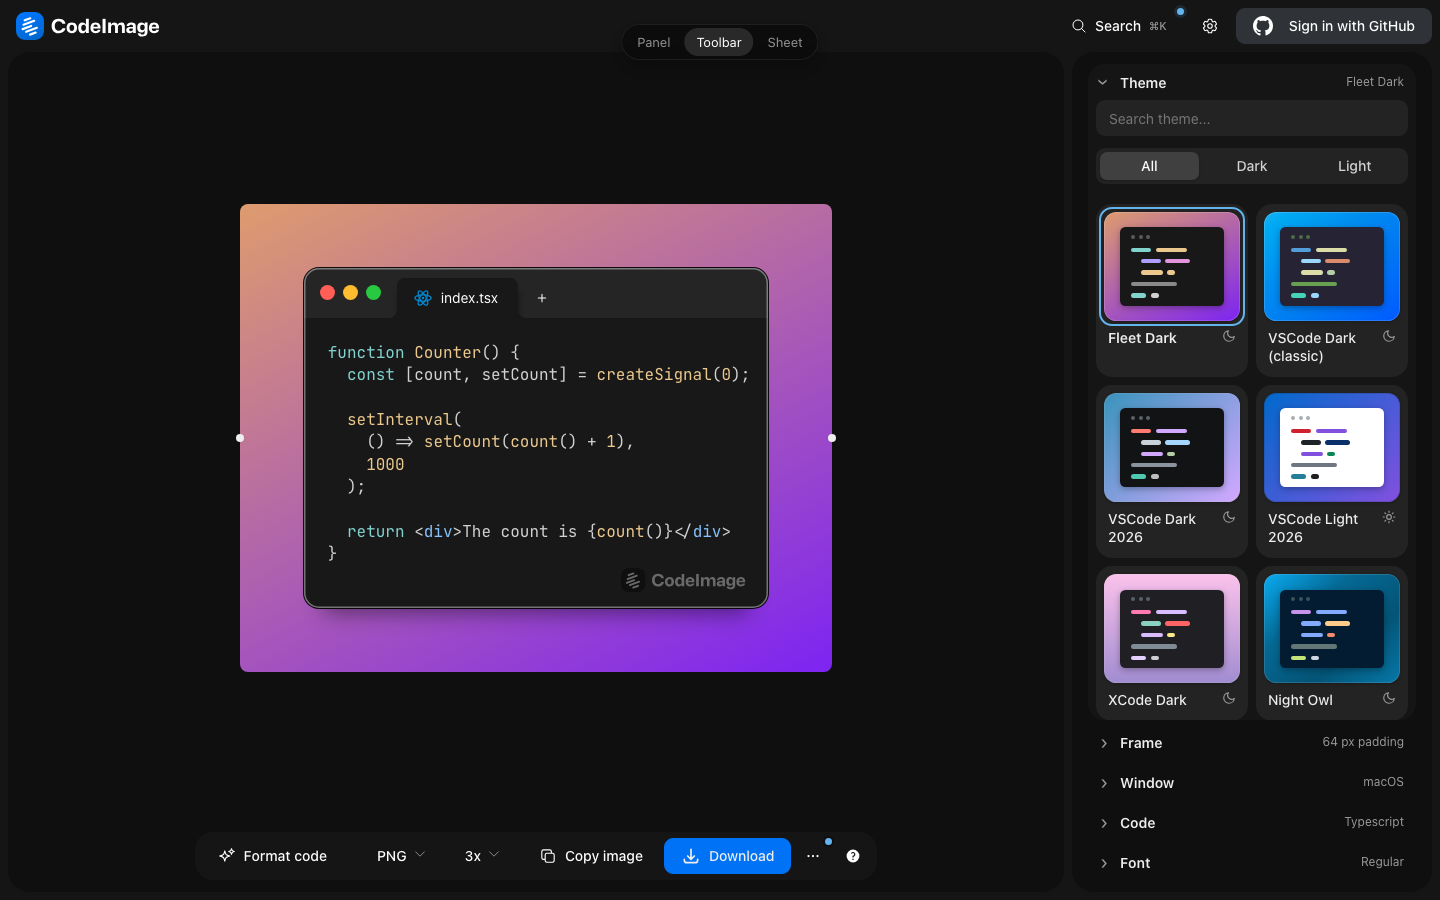 CodeImage
Panel
Toolbar
Sheet
Search ⌘K
Sign in with GitHub
index.tsx
+
function Counter() {
  const [count, setCount] = createSignal(0);
  setInterval(
    () => setCount(count() + 1),
    1000
  );
  return <div>The count is {count()}</div>
}
CodeImage
Format code
PNG
3x
Copy image
Download
Theme
Fleet Dark
Search theme...
All
Dark
Light
Fleet Dark
VSCode Dark
(classic)
VSCode Dark
2026
VSCode Light
2026
XCode Dark
Night Owl
Frame
64 px padding
Window
macOS
Code
Typescript
Font
Regular